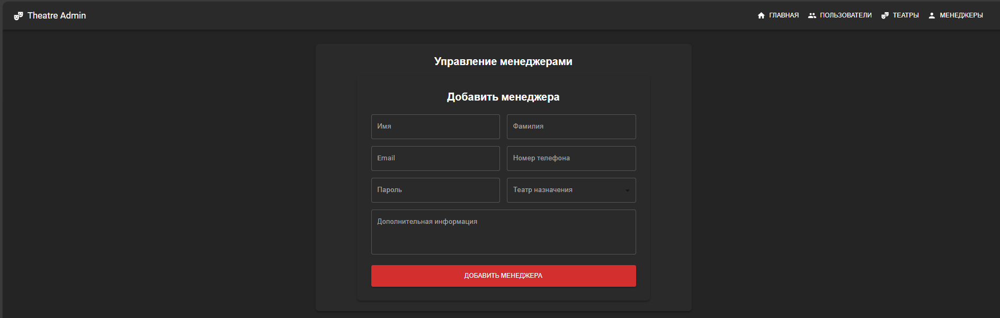 Theatre Admin
ГЛАВНАЯ
ПОЛЬЗОВАТЕЛИ
ТЕАТРЫ
МЕНЕДЖЕРЫ
Управление менеджерами
Добавить менеджера
Имя
Фамилия
Email
Номер телефона
Пароль
Театр назначения
Дополнительная информация
ДОБАВИТЬ МЕНЕДЖЕРА